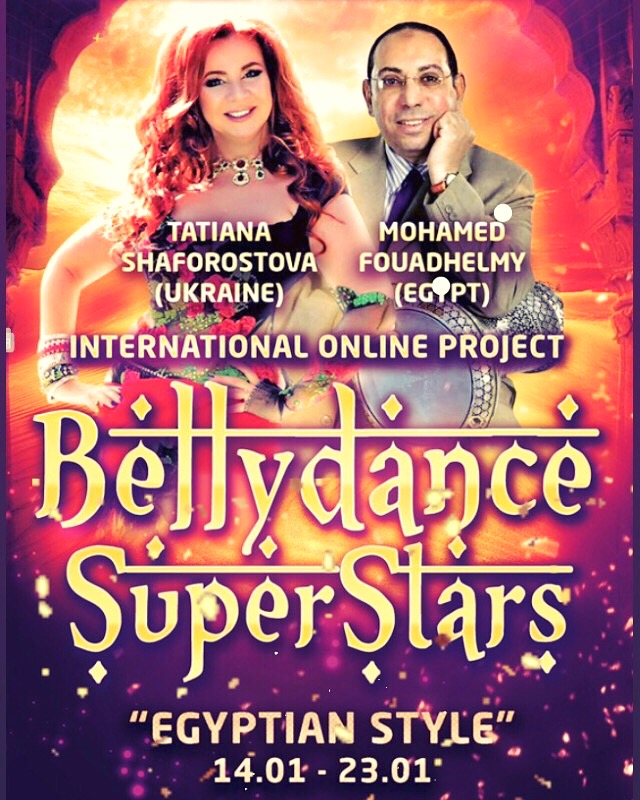 TATIANA
SHAFOROSTOVA
(UKRAINE)
MOHAMED
FOUADHELMY
(EGYPT)
INTERNATIONAL ONLINE PROJECT
Bellydance
SuperStars
“EGYPTIAN STYLE”
14.01 - 23.01